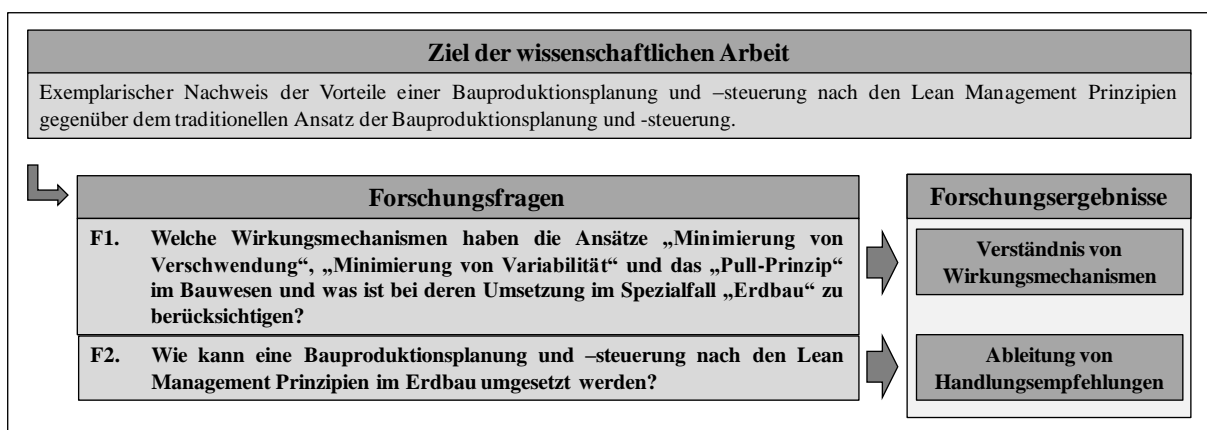 Ziel der wissenschaftlichen Arbeit
Exemplarischer Nachweis der Vorteile einer Bauproduktionsplanung und –steuerung nach den Lean Management Prinzipien
gegenüber dem traditionellen Ansatz der Bauproduktionsplanung und -steuerung.
Forschungsfragen
F1. Welche Wirkungsmechanismen haben die Ansätze „Minimierung von
Verschwendung“, „Minimierung von Variabilität“ und das „Pull-Prinzip“
im Bauwesen und was ist bei deren Umsetzung im Spezialfall „Erdbau“ zu
berücksichtigen?
F2. Wie kann eine Bauproduktionsplanung und –steuerung nach den Lean
Management Prinzipien im Erdbau umgesetzt werden?
Forschungsergebnisse
Verständnis von
Wirkungsmechanismen
Ableitung von
Handlungsempfehlungen